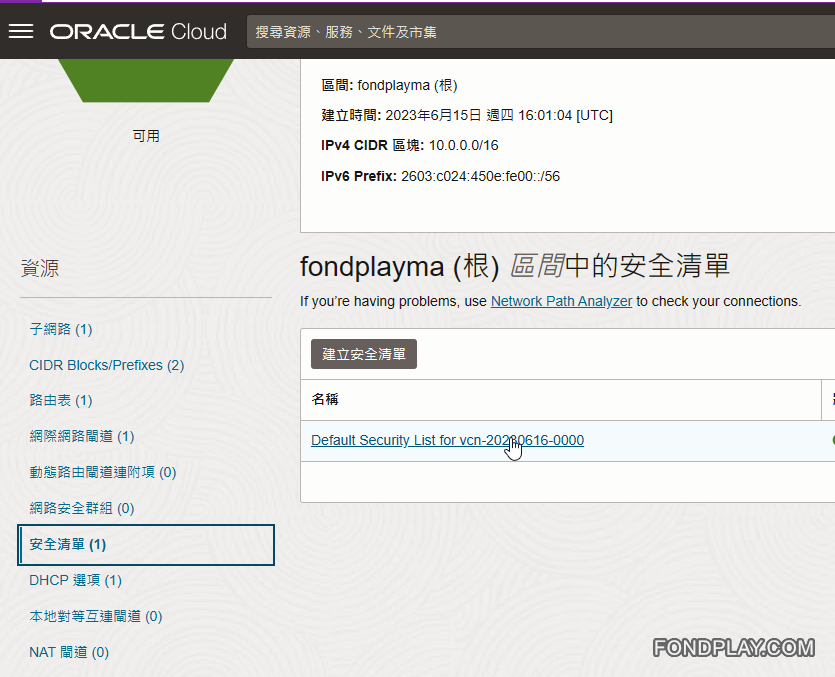 ORACLE Cloud
搜尋資源、服務、文件及市集
可用
區間: fondplayma (根)
建立時間: 2023年6月15日 週四 16:01:04 [UTC]
IPv4 CIDR 區塊: 10.0.0.0/16
IPv6 Prefix: 2603:c024:450e:fe00::/56
資源
子網路 (1)
CIDR Blocks/Prefixes (2)
路由表 (1)
網際網路閘道 (1)
動態路由閘道連附項 (0)
網路安全群組 (0)
安全清單 (1)
DHCP 選項 (1)
本地對等互連閘道 (0)
NAT 閘道 (0)
fondplayma (根) 區間中的安全清單
If you’re having problems, use Network Path Analyzer to check your connections.
建立安全清單
名稱
Default Security List for vcn-20230616-0000
FONDPLAY.COM